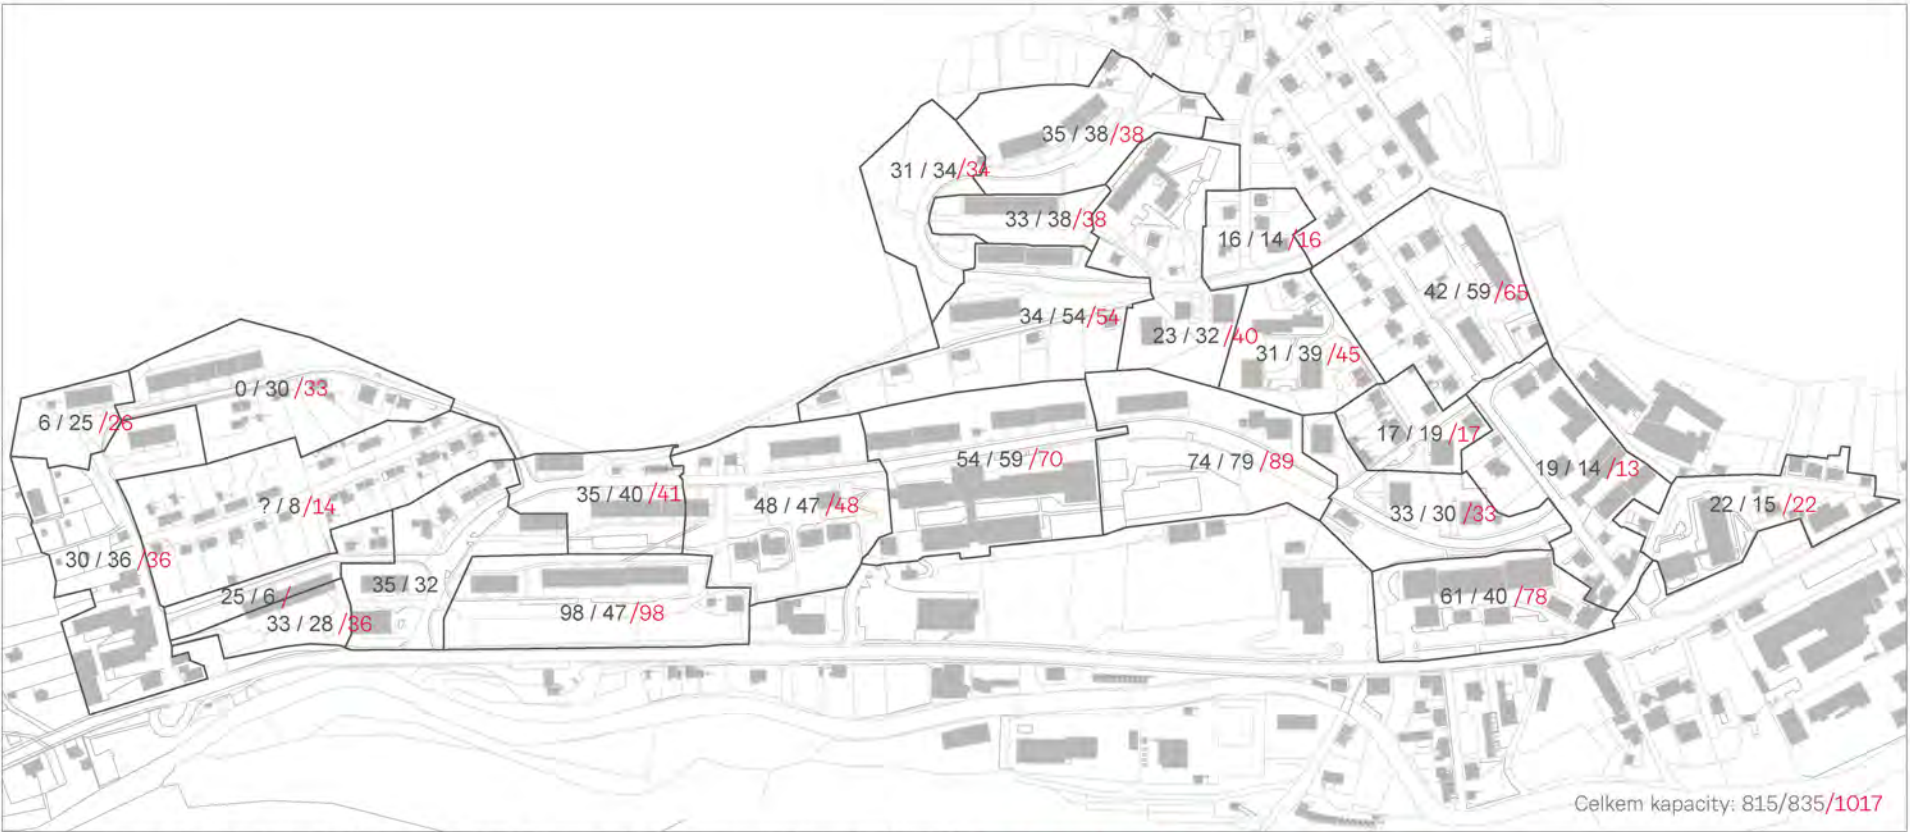 35 / 38/38
31 / 34/34
33 / 38/38
16 / 14/16
42 / 59/65
34 / 54/54
23 / 32/40
31 / 39/45
0 / 30/33
6 / 25/26
17 / 19/17
54 / 59/70
74 / 79/89
19 / 14/13
35 / 40/41
48 / 47/48
? / 8/14
22 / 15/22
33 / 30/33
30 / 36/36
35 / 32
25 / 6/
61 / 40/78
98 / 47/98
33 / 28/36
Celkem kapacity: 815/835/1017